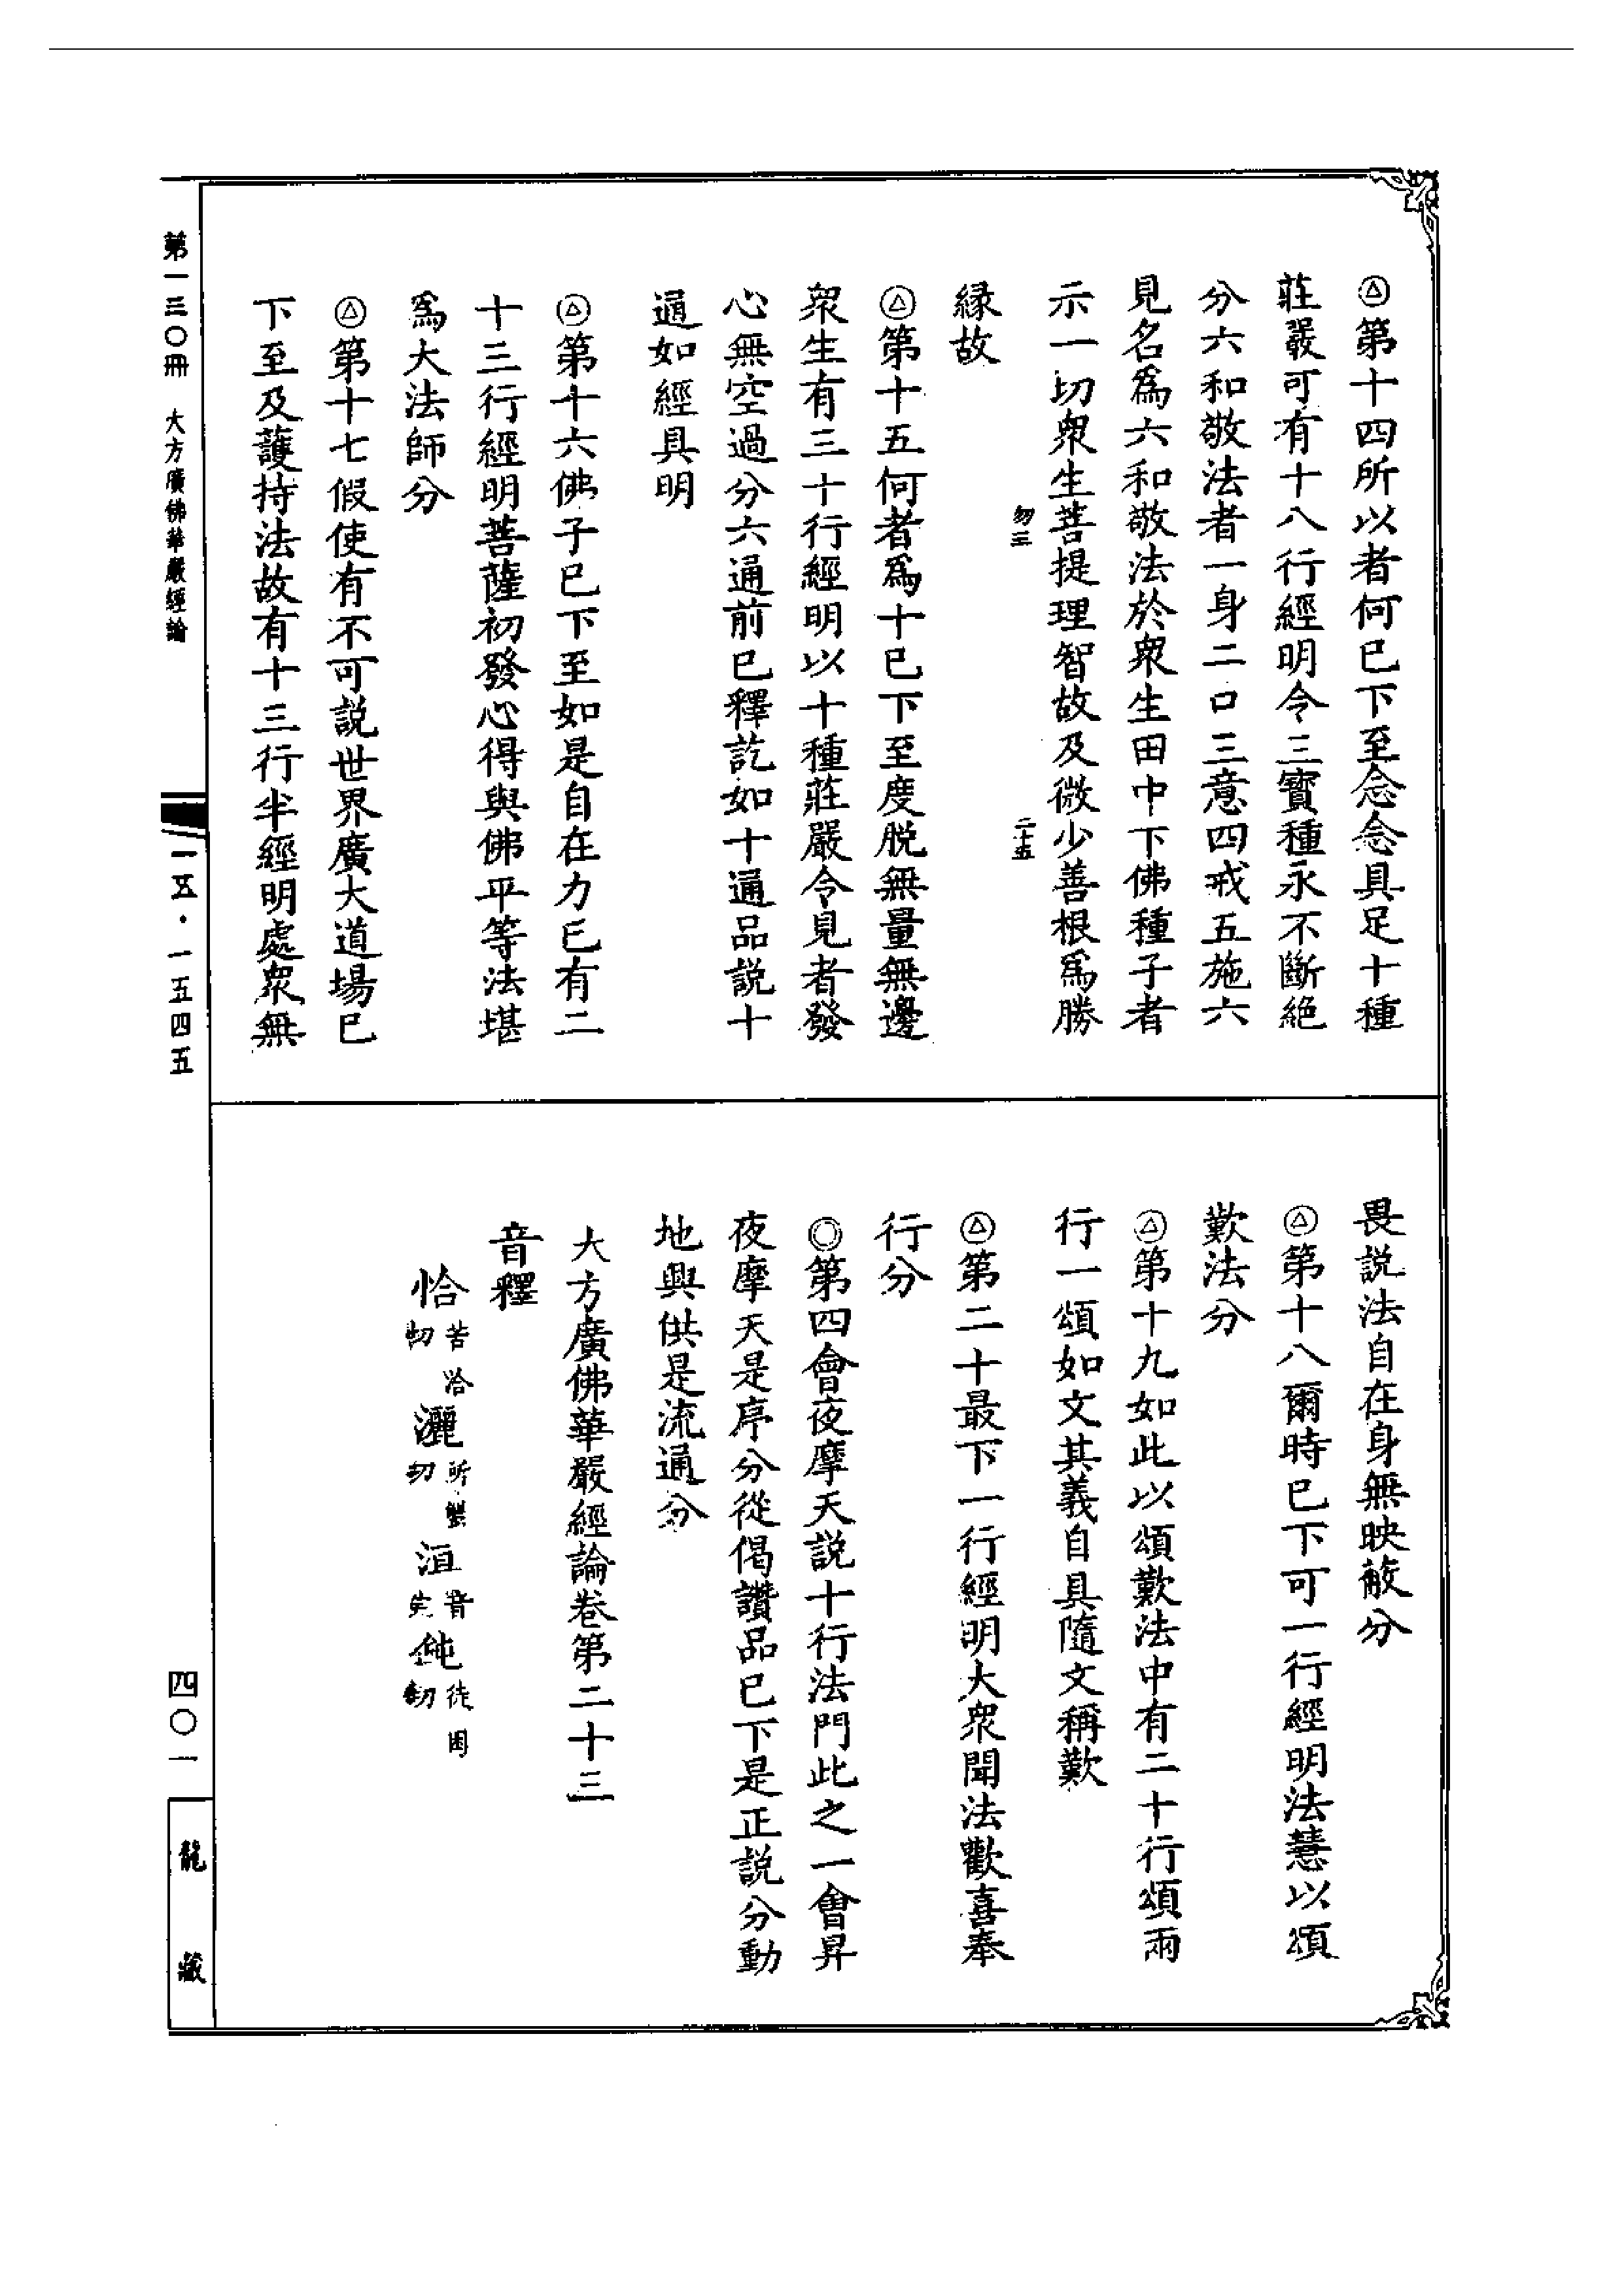 第十四所以者何已下至念念具足十種
莊嚴可有十八行經明令三寶種永不斷絕
分六和敬法者一身二口三意四戒五施六
見名爲六和敬法於衆生田中下佛種子者
示一切衆生菩提理智故及微少善根爲勝
勿三 二十五
緣故
第十五何者爲十已下至度脱無量無邊
衆生有三十行經明以十種莊嚴令見者發
心無空過分六通前已釋訖如十通品説十
通如經具明
第十六佛子已下至如是自在力已有二
十三行經明菩薩初發心得與佛平等法堪
爲大法師分
第十七假使有不可説世界廣大道場已
下至及護持法故有十三行半經明處衆無
畏説法自在身無映蔽分
第十八爾時已下可一行經明法慧以頌
歎法分
第十九如此以頌歎法中有二十行頌兩
行一頌如文其義自具隨文稱歎
第二十最下一行經明大衆聞法歡喜奉
行分
◎第四會夜摩天説十行法門此之一會昇
夜摩天是序分從偈讚品已下是正説分動
地興供是流通分
大方廣佛華嚴經論卷第二十三
音釋
恰苦洽切 灑所蟹切 洹音完 鈍徒困切
第一三〇冊 大方廣佛華嚴經論
一五·一五四五
四〇一
龍藏